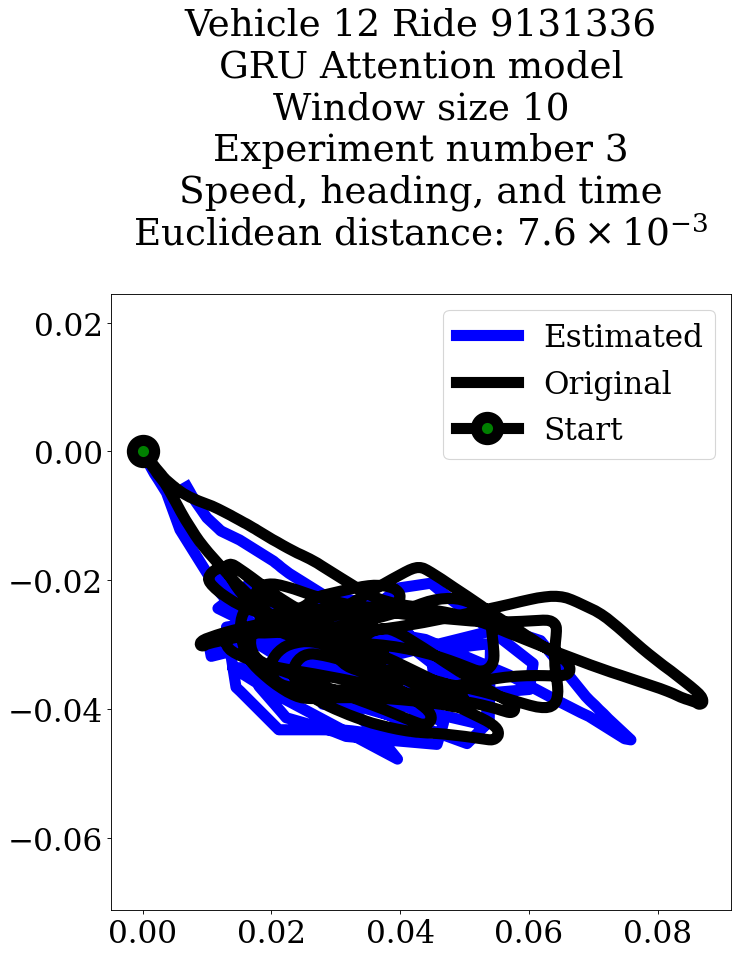 Vehicle 12 Ride 9131336
GRU Attention model
Window size 10
Experiment number 3
Speed, heading, and time
Euclidean distance: 7.6 × 10⁻³
0.02
0.00
−0.02
−0.04
−0.06
Estimated
Original
Start
0.00 0.02 0.04 0.06 0.08